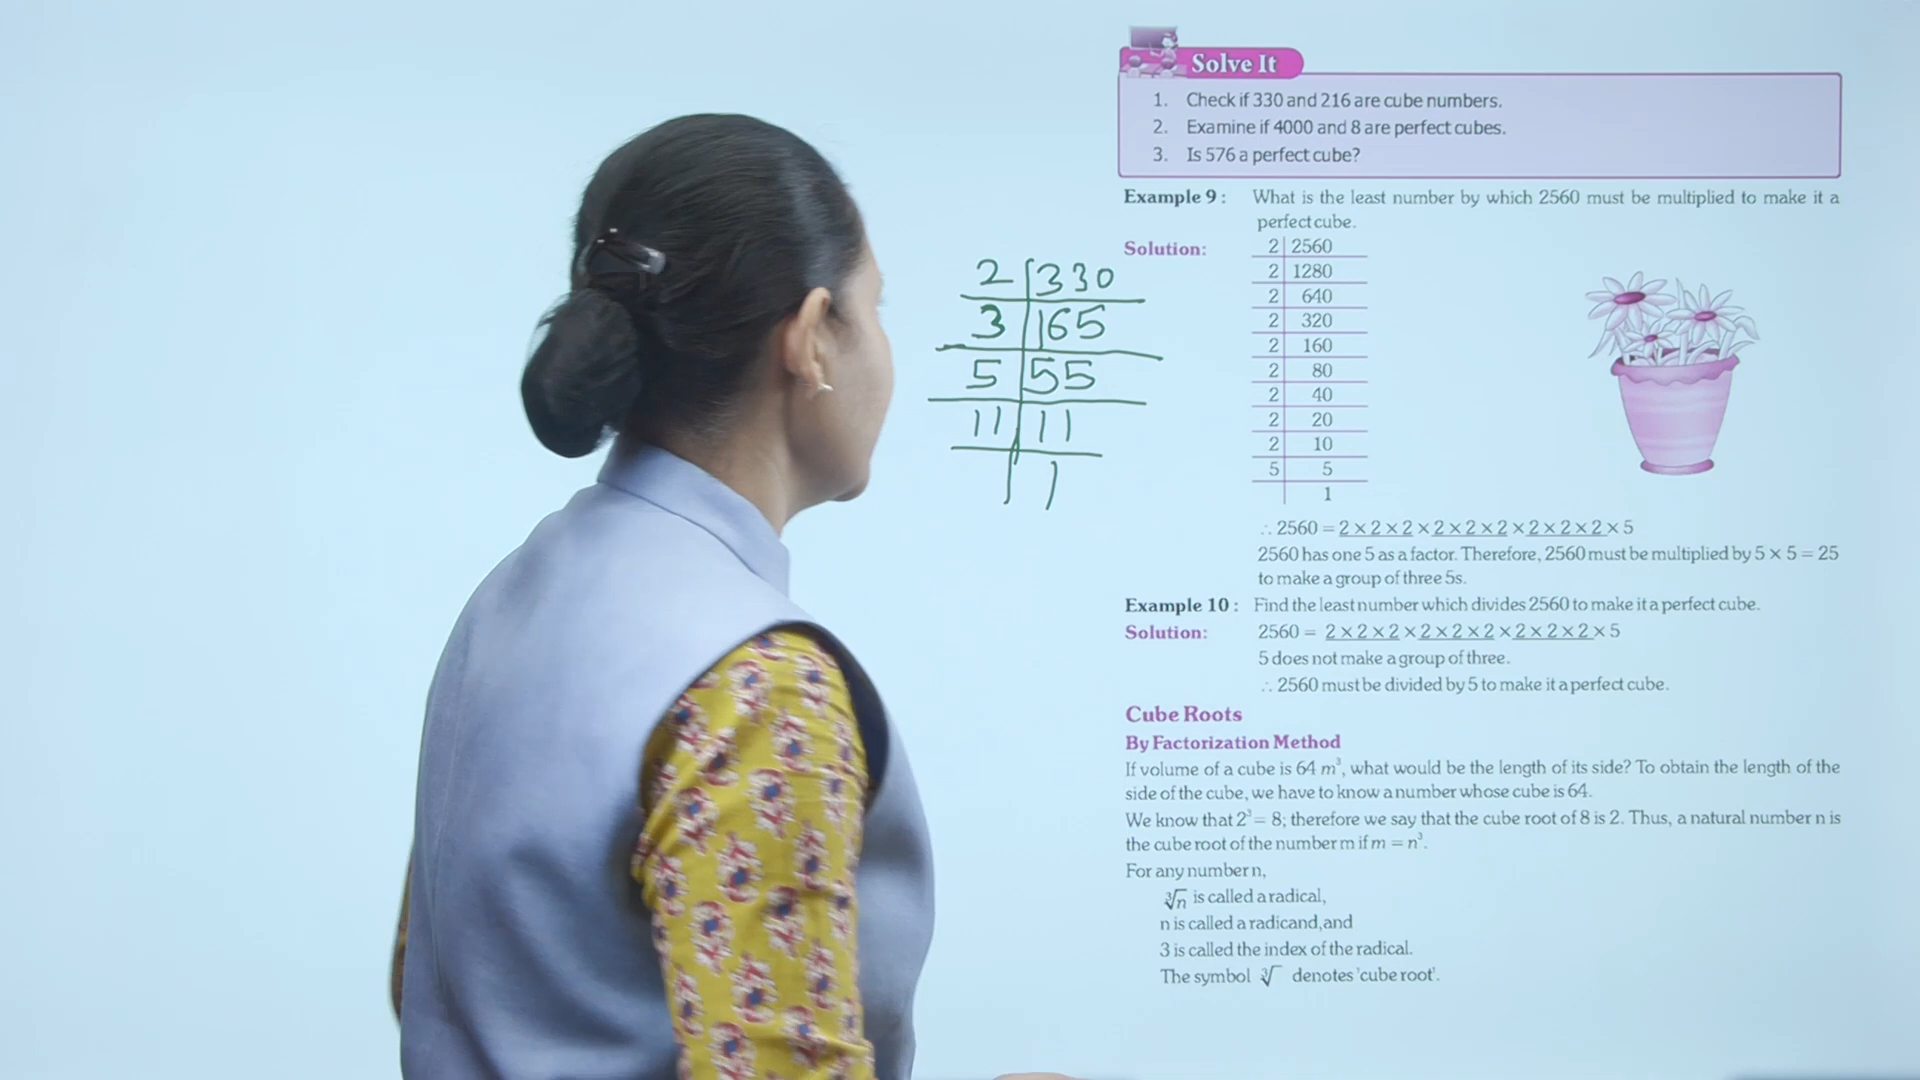 Solve It
1. Check if 330 and 216 are cube numbers.
2. Examine if 4000 and 8 are perfect cubes.
3. Is 576 a perfect cube?
Example 9 : What is the least number by which 2560 must be multiplied to make it a
perfect cube.
Solution:
2 2560
2 1280
2 640
2 320
2 160
2 80
2 40
2 20
2 10
5 5
1
∴ 2560 = 2 × 2 × 2 × 2 × 2 × 2 × 2 × 2 × 2 × 5
2560 has one 5 as a factor. Therefore, 2560 must be multiplied by 5 × 5 = 25
to make a group of three 5s.
Example 10 : Find the least number which divides 2560 to make it a perfect cube.
Solution: 2560 = 2 × 2 × 2 × 2 × 2 × 2 × 2 × 2 × 2 × 5
5 does not make a group of three.
∴ 2560 must be divided by 5 to make it a perfect cube.
Cube Roots
By Factorization Method
If volume of a cube is 64 m³, what would be the length of its side? To obtain the length of the
side of the cube, we have to know a number whose cube is 64.
We know that 2³ = 8; therefore we say that the cube root of 8 is 2. Thus, a natural number n is
the cube root of the number m if m = n³.
For any number n,
∛n is called a radical,
n is called a radicand, and
3 is called the index of the radical.
The symbol ∛ denotes 'cube root'.
2 330
3 165
5 55
11 11
1